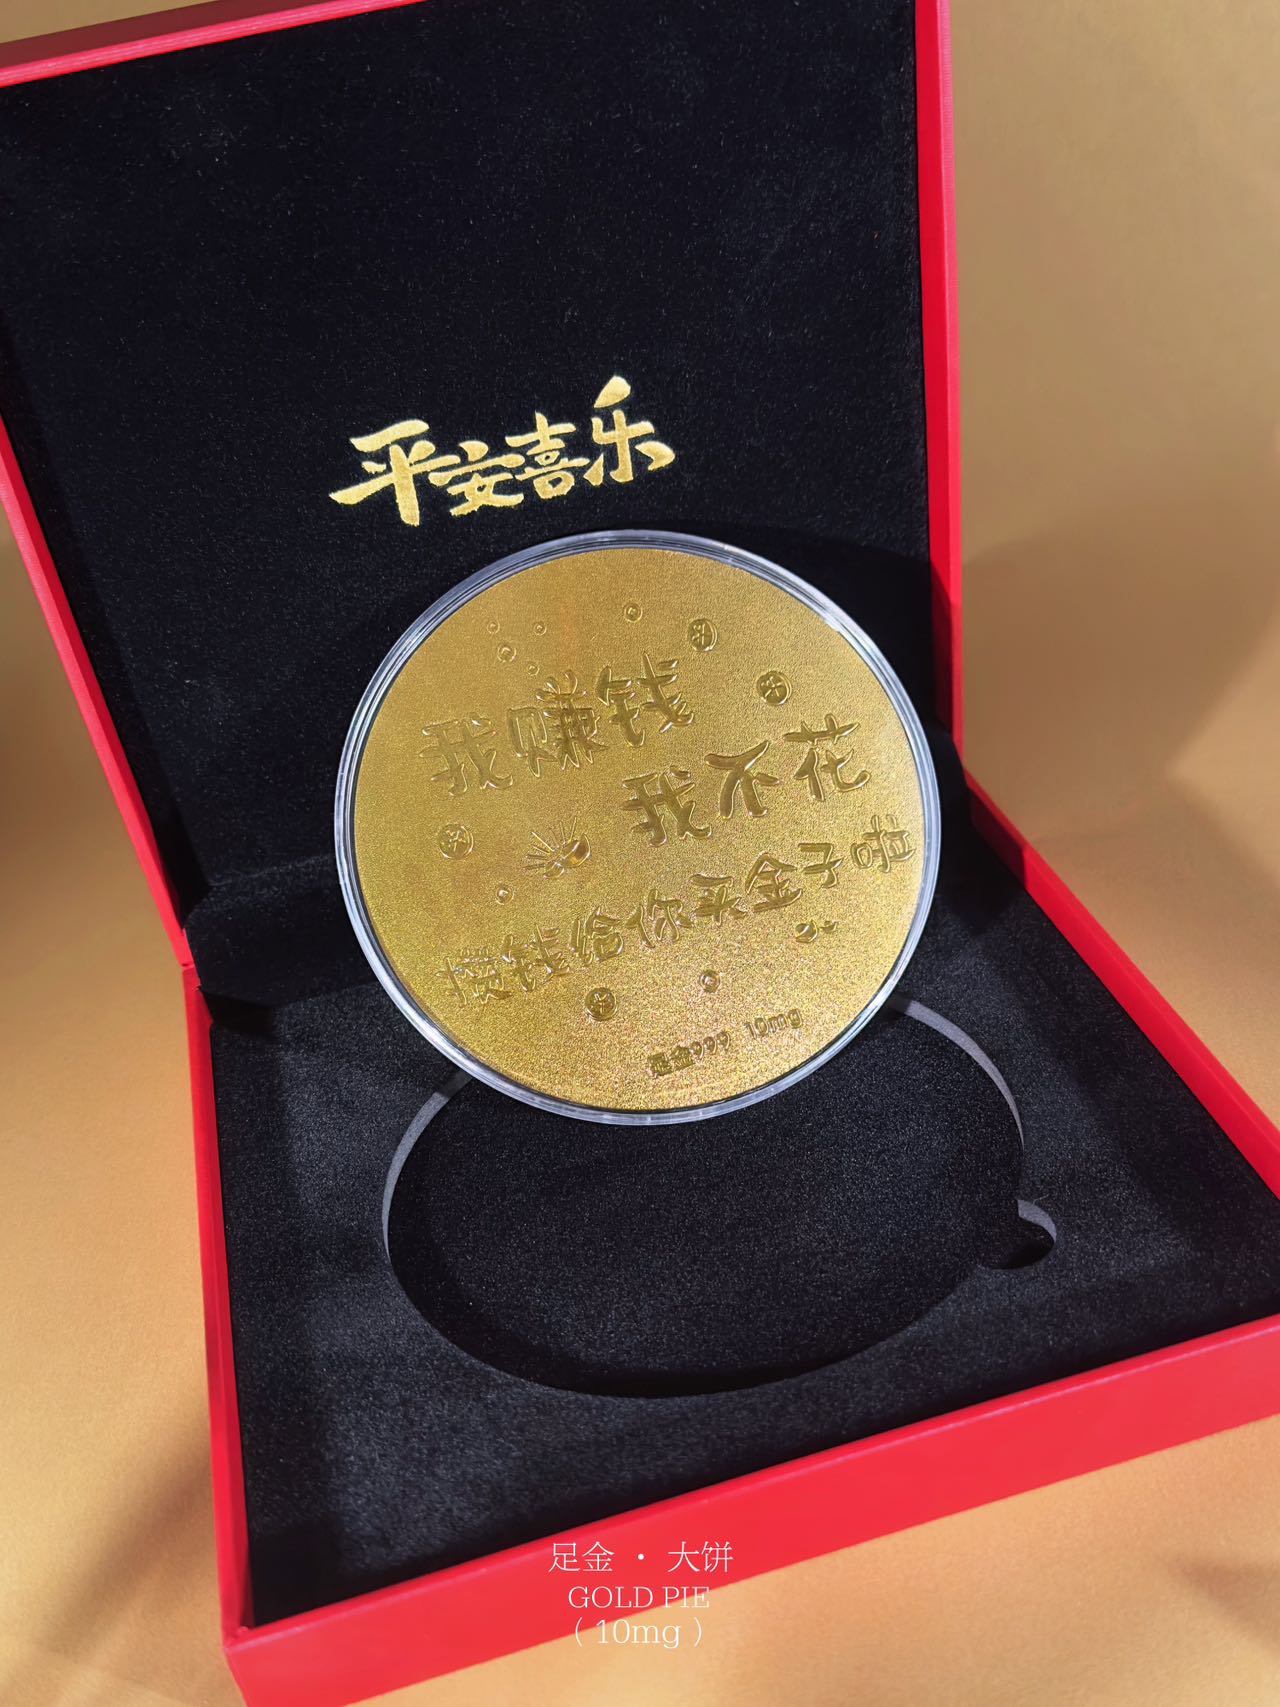 平安喜乐
我赚钱
我不花
攒钱给你买金子嘻
足金999 10mg
足金 · 大饼
GOLD PIE
( 10mg )